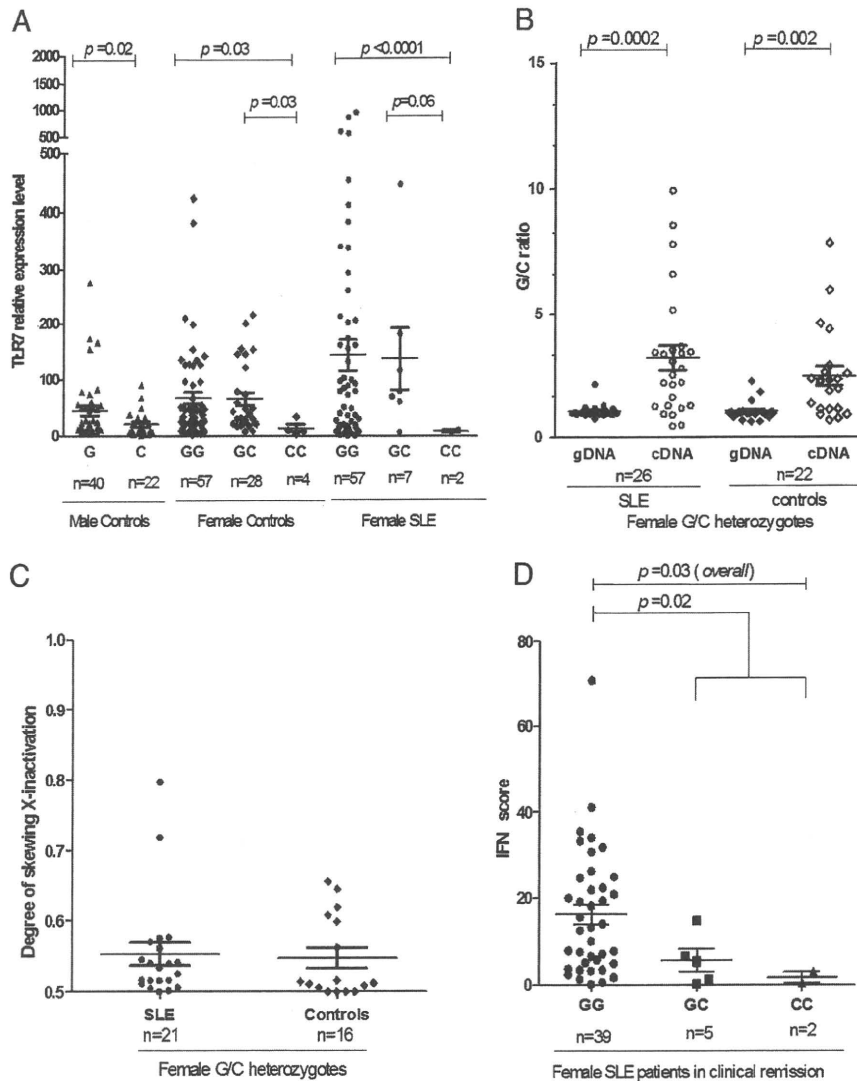 A
p=0.02
p=0.03
p <0.0001
p=0.03
p=0.06
TLR7 relative expression level
2000
1500
1000
500
500
400
300
200
100
0
G C GG GC CC GG GC CC
n=40 n=22 n=57 n=28 n=4 n=57 n=7 n=2
Male Controls Female Controls Female SLE
B
p=0.0002
p=0.002
G/C ratio
15
10
5
0
gDNA cDNA gDNA cDNA
n=26 n=22
SLE controls
Female G/C heterozygotes
C
Degree of skewing X-inactivation
1.0
0.9
0.8
0.7
0.6
0.5
SLE Controls
n=21 n=16
Female G/C heterozygotes
D
p=0.03 (overall)
p=0.02
IFN score
80
60
40
20
0
GG GC CC
n=39 n=5 n=2
Female SLE patients in clinical remission